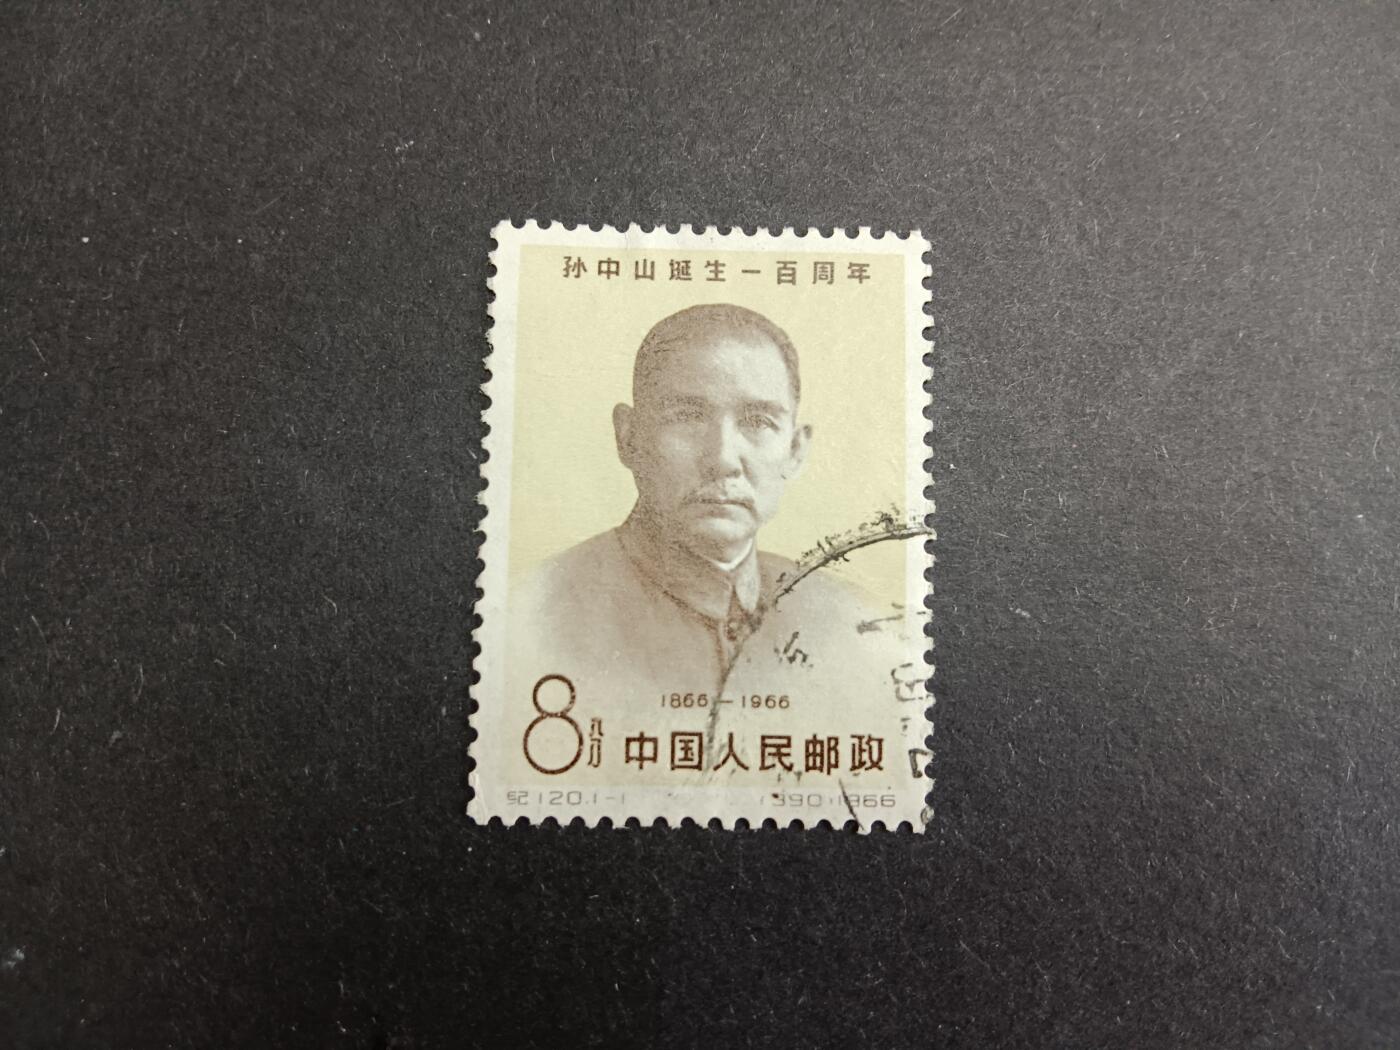 孙中山诞生一百周年
1866—1966
8分
中国人民邮政
纪120.1-1 (390)1966